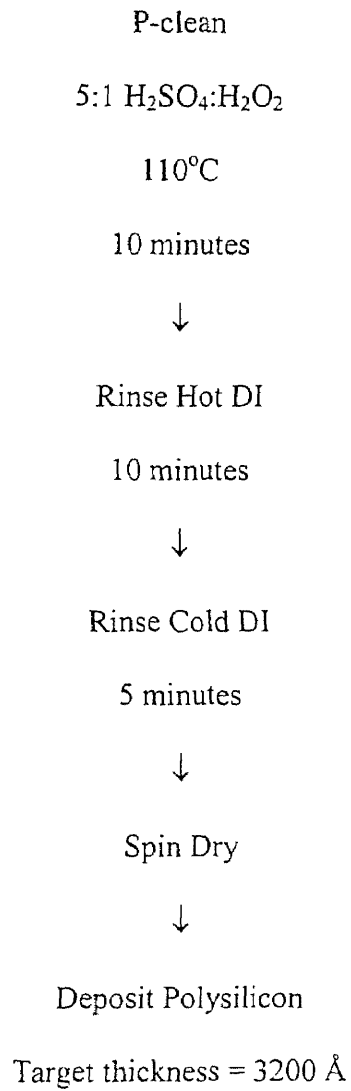 P-clean
5:1 H₂SO₄:H₂O₂
110°C
10 minutes
↓
Rinse Hot DI
10 minutes
↓
Rinse Cold DI
5 minutes
↓
Spin Dry
↓
Deposit Polysilicon
Target thickness = 3200 Å